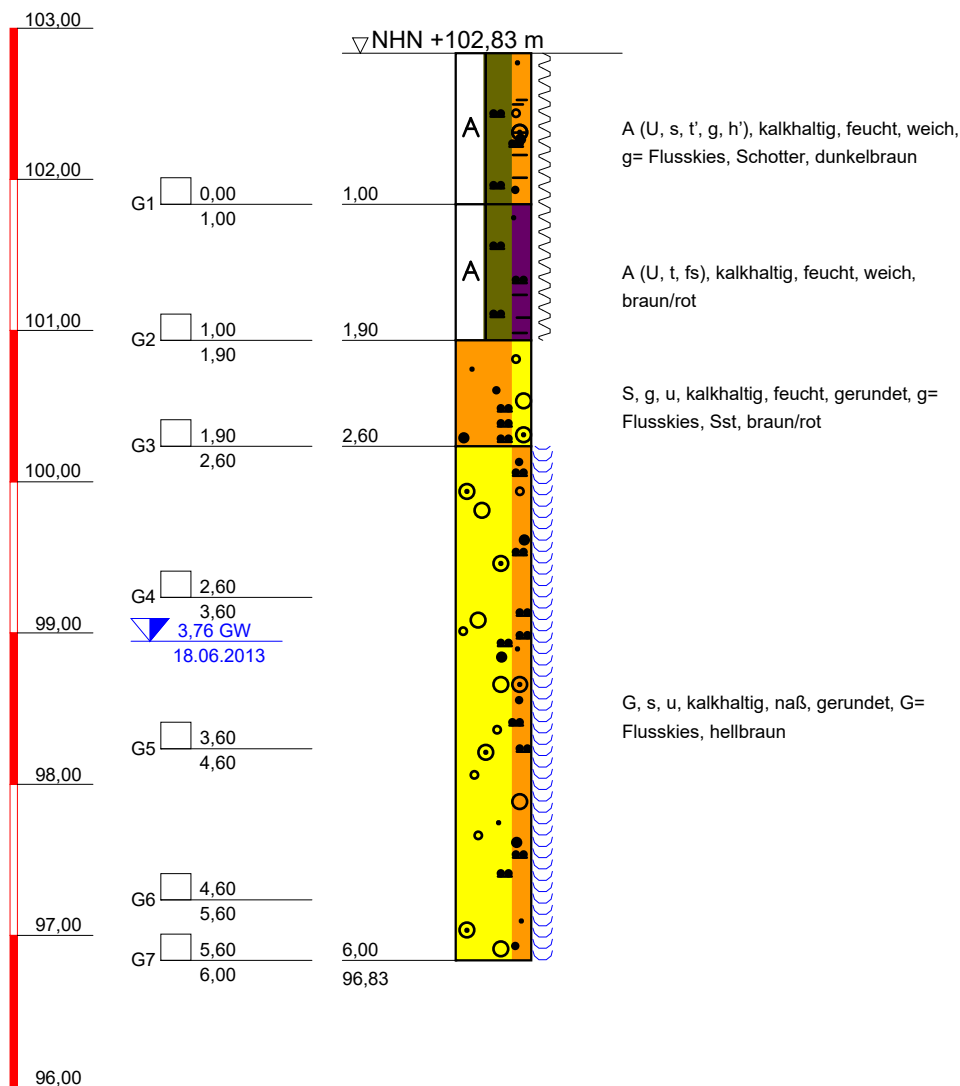 103,00
NHN +102,83 m
A
A (U, s, t', g, h'), kalkhaltig, feucht, weich,
g= Flusskies, Schotter, dunkelbraun
102,00
G1
0,00
1,00
1,00
A
A (U, t, fs), kalkhaltig, feucht, weich,
braun/rot
101,00
G2
1,00
1,90
1,90
S, g, u, kalkhaltig, feucht, gerundet, g=
Flusskies, Sst, braun/rot
G3
1,90
2,60
2,60
100,00
G4
2,60
3,60
99,00
3,76 GW
18.06.2013
G, s, u, kalkhaltig, naß, gerundet, G=
Flusskies, hellbraun
G5
3,60
4,60
98,00
G6
4,60
5,60
97,00
G7
5,60
6,00
6,00
96,83
96,00